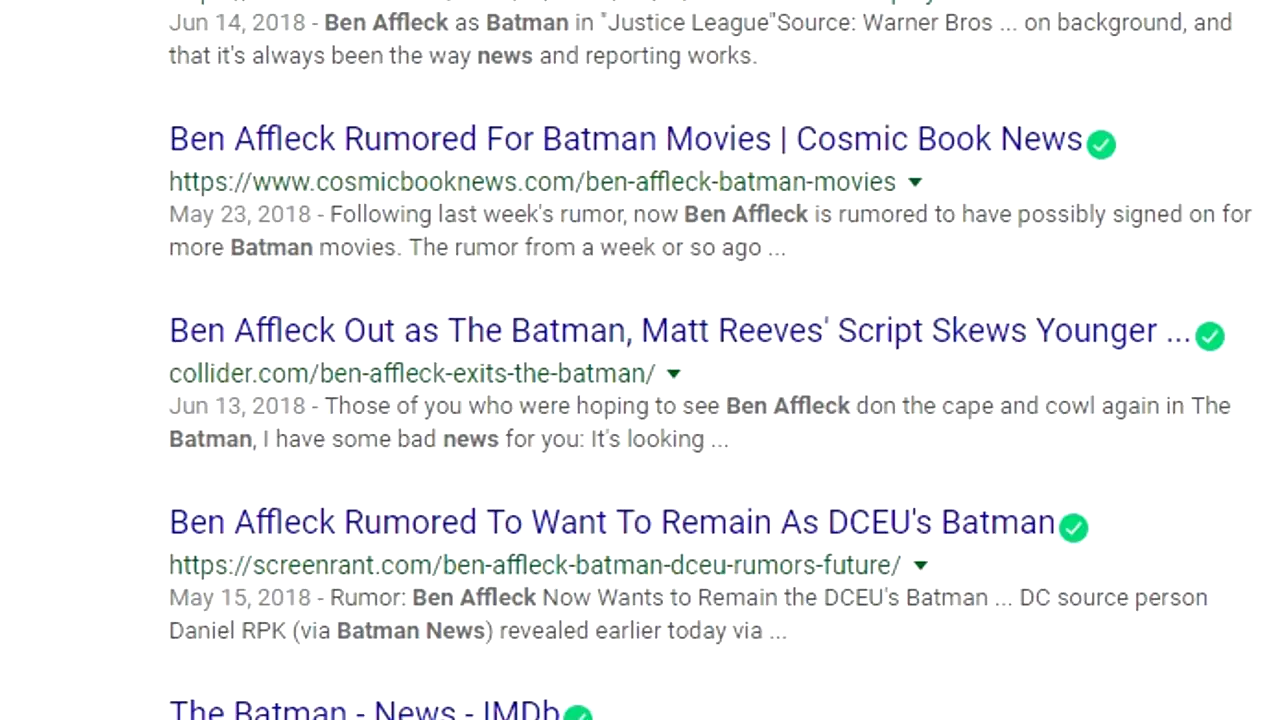 Jun 14, 2018 - Ben Affleck as Batman in "Justice League"Source: Warner Bros ... on background, and
that it's always been the way news and reporting works.
Ben Affleck Rumored For Batman Movies | Cosmic Book News
https://www.cosmicbooknews.com/ben-affleck-batman-movies
May 23, 2018 - Following last week's rumor, now Ben Affleck is rumored to have possibly signed on for
more Batman movies. The rumor from a week or so ago ...
Ben Affleck Out as The Batman, Matt Reeves' Script Skews Younger ...
collider.com/ben-affleck-exits-the-batman/
Jun 13, 2018 - Those of you who were hoping to see Ben Affleck don the cape and cowl again in The
Batman, I have some bad news for you: It's looking ...
Ben Affleck Rumored To Want To Remain As DCEU's Batman
https://screenrant.com/ben-affleck-batman-dceu-rumors-future/
May 15, 2018 - Rumor: Ben Affleck Now Wants to Remain the DCEU's Batman ... DC source person
Daniel RPK (via Batman News) revealed earlier today via ...
The Batman - News - IMDb